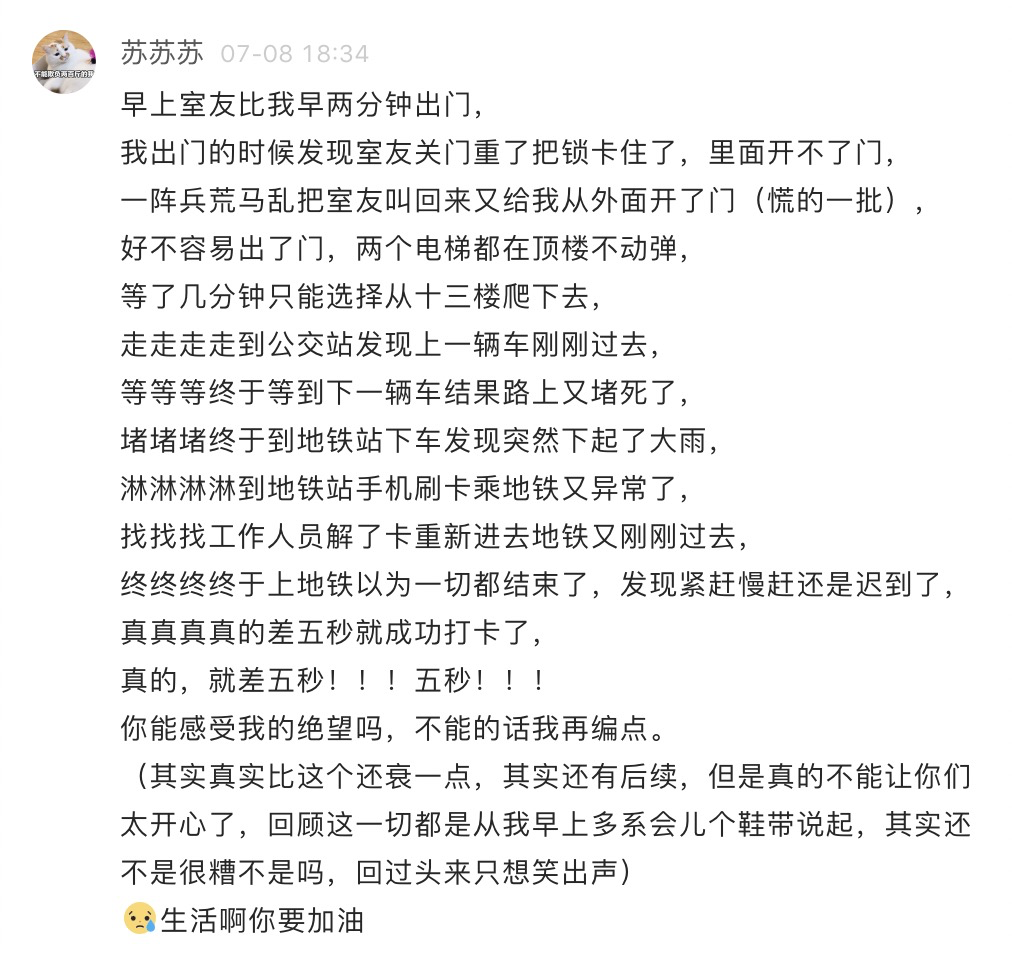 苏苏苏 07-08 18:34
早上室友比我早两分钟出门，
我出门的时候发现室友关门重了把锁卡住了，里面开不了门，
一阵兵荒马乱把室友叫回来又给我从外面开了门（慌的一批），
好不容易出了门，两个电梯都在顶楼不动弹，
等了几分钟只能选择从十三楼爬下去，
走走走走到公交站发现上一辆车刚刚过去，
等等等终于等到下一辆车结果路上又堵死了，
堵堵堵终于到地铁站下车发现突然下起了大雨，
淋淋淋淋到地铁站手机刷卡乘地铁又异常了，
找找找工作人员解了卡重新进去地铁又刚刚过去，
终终终终于上地铁以为一切都结束了，发现紧赶慢赶还是迟到了，
真真真真的差五秒就成功打卡了，
真的，就差五秒！！！五秒！！！
你能感受我的绝望吗，不能的话我再编点。
（其实真实比这个还衰一点，其实还有后续，但是真的不能让你们
太开心了，回顾这一切都是从我早上多系会儿个鞋带说起，其实还
不是很糟不是吗，回过头来只想笑出声）
😢生活啊你要加油